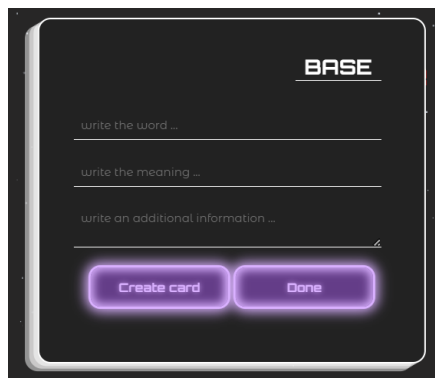 BASE
write the word ...
write the meaning ...
write an additional information ...
Create card Done